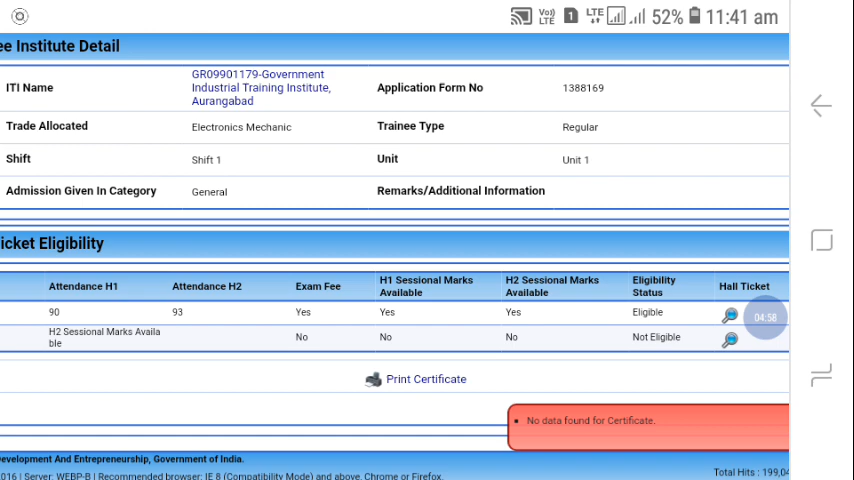 Vo)) LTE 1 LTE 52% 11:41 am
ee Institute Detail
ITI Name GR09901179-Government Industrial Training Institute, Aurangabad Application Form No 1388169
Trade Allocated Electronics Mechanic Trainee Type Regular
Shift Shift 1 Unit Unit 1
Admission Given In Category General Remarks/Additional Information
icket Eligibility
Attendance H1 Attendance H2 Exam Fee H1 Sessional Marks Available H2 Sessional Marks Available Eligibility Status Hall Ticket
90 93 Yes Yes Yes Eligible
04:58
H2 Sessional Marks Availa
ble No No No Not Eligible
Print Certificate
No data found for Certificate.
evelopment And Entrepreneurship, Government of India.
016 | Server: WEBP-B | Recommended browser: IE 8 (Compatibility Mode) and above, Chrome or Firefox. Total Hits : 199,04